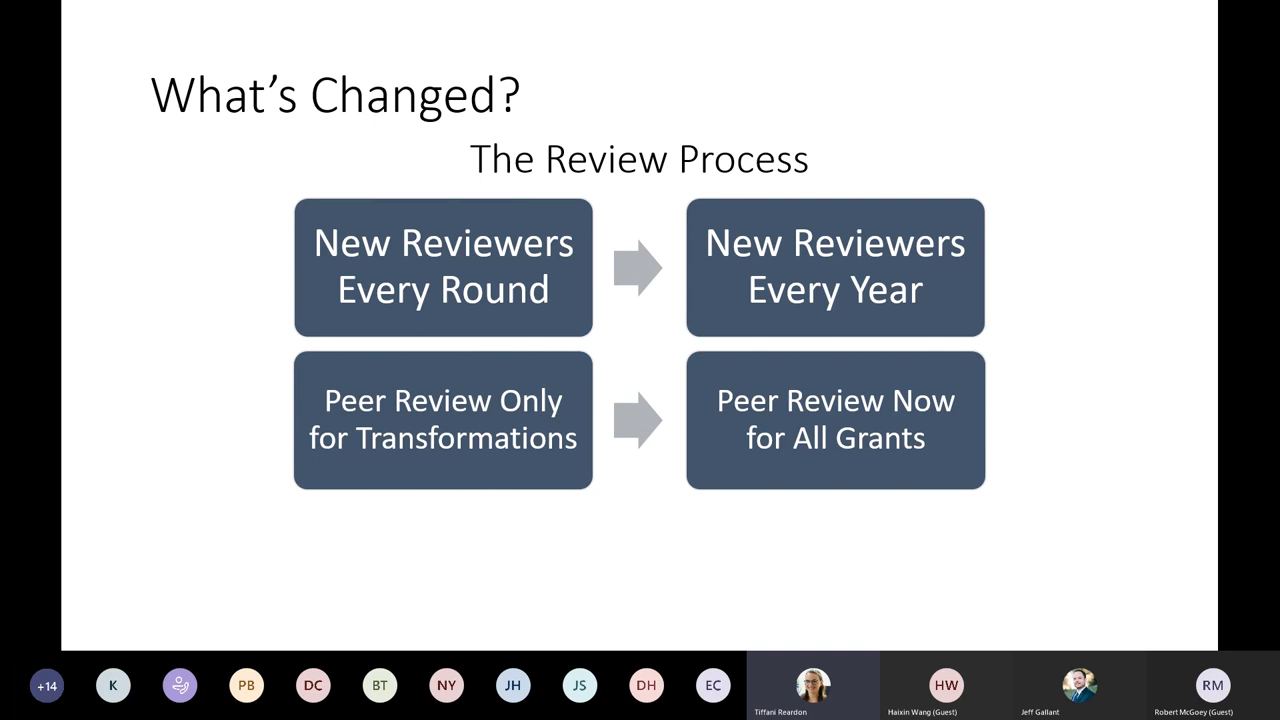 What's Changed?
The Review Process
New Reviewers
Every Round
New Reviewers
Every Year
Peer Review Only
for Transformations
Peer Review Now
for All Grants
+14
K
PB
DC
BT
NY
JH
JS
DH
EC
Tiffani Reardon
HW
Haixin Wang (Guest)
Jeff Gallant
RM
Robert McGoey (Guest)